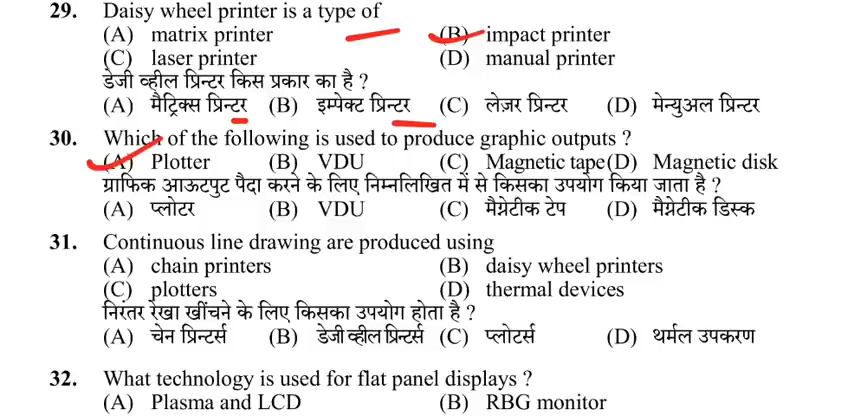 29. Daisy wheel printer is a type of
(A) matrix printer (B) impact printer
(C) laser printer (D) manual printer
डेजी व्हील प्रिन्टर किस प्रकार का है ?
(A) मैट्रिक्स प्रिन्टर (B) इम्पेक्ट प्रिन्टर (C) लेज़र प्रिन्टर (D) मेन्युअल प्रिन्टर
30. Which of the following is used to produce graphic outputs ?
(A) Plotter (B) VDU (C) Magnetic tape (D) Magnetic disk
ग्राफिक आऊटपुट पैदा करने के लिए निम्नलिखित में से किसका उपयोग किया जाता है ?
(A) प्लोटर (B) VDU (C) मैग्नेटीक टेप (D) मैग्नेटीक डिस्क
31. Continuous line drawing are produced using
(A) chain printers (B) daisy wheel printers
(C) plotters (D) thermal devices
निरंतर रेखा खींचने के लिए किसका उपयोग होता है ?
(A) चेन प्रिन्टर्स (B) डेजी व्हील प्रिन्टर्स (C) प्लोटर्स (D) थर्मल उपकरण
32. What technology is used for flat panel displays ?
(A) Plasma and LCD (B) RBG monitor